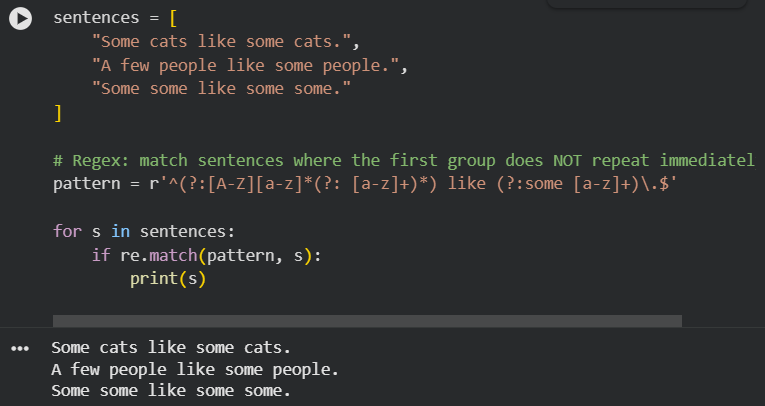 sentences = [
    "Some cats like some cats.",
    "A few people like some people.",
    "Some some like some some."
]
# Regex: match sentences where the first group does NOT repeat immediatel
pattern = r'^(?:[A-Z][a-z]*(?: [a-z]+)*) like (?:some [a-z]+)\.$'
for s in sentences:
    if re.match(pattern, s):
        print(s)
Some cats like some cats.
A few people like some people.
Some some like some some.